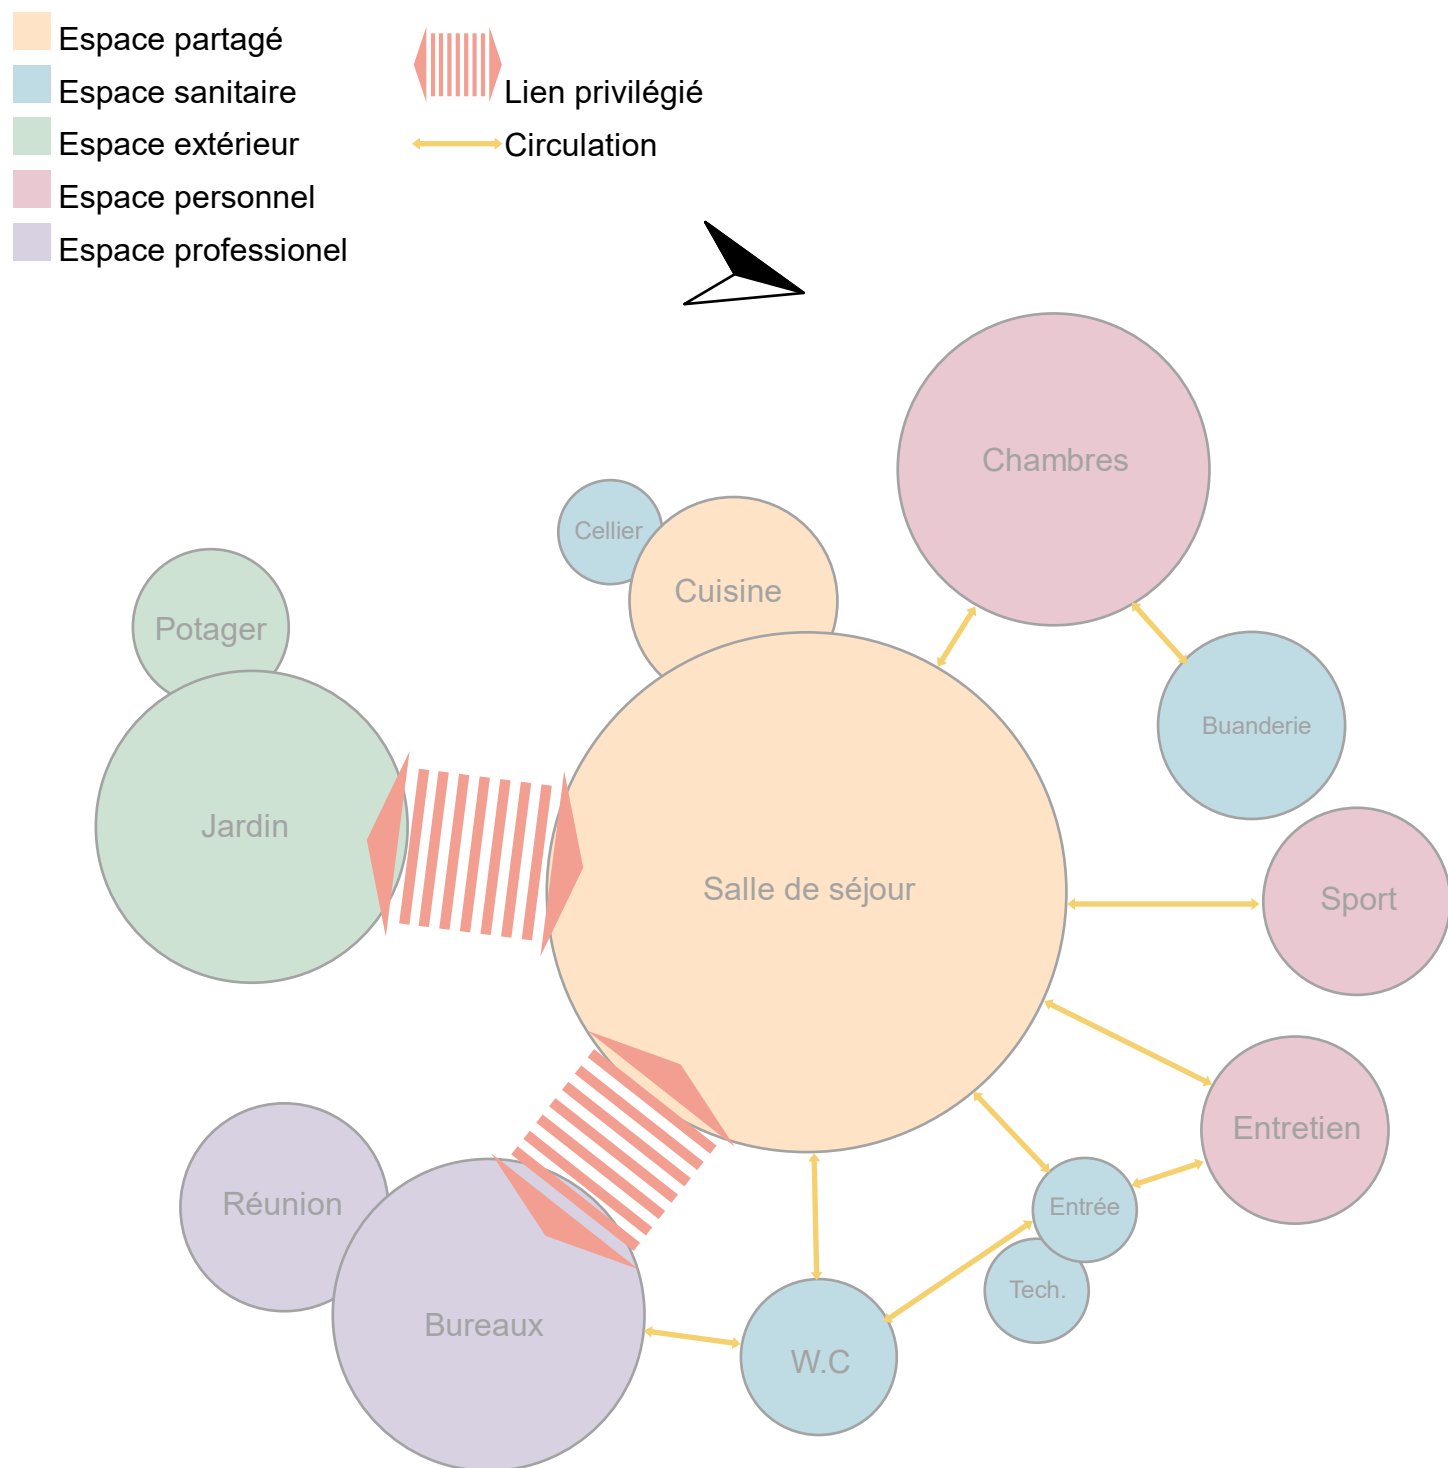 Espace partagé
Espace sanitaire
Espace extérieur
Espace personnel
Espace professionel
Lien privilégié
Circulation
Chambres
Cellier
Cuisine
Potager
Buanderie
Jardin
Salle de séjour
Sport
Entretien
Réunion
Entrée
Tech.
Bureaux
W.C